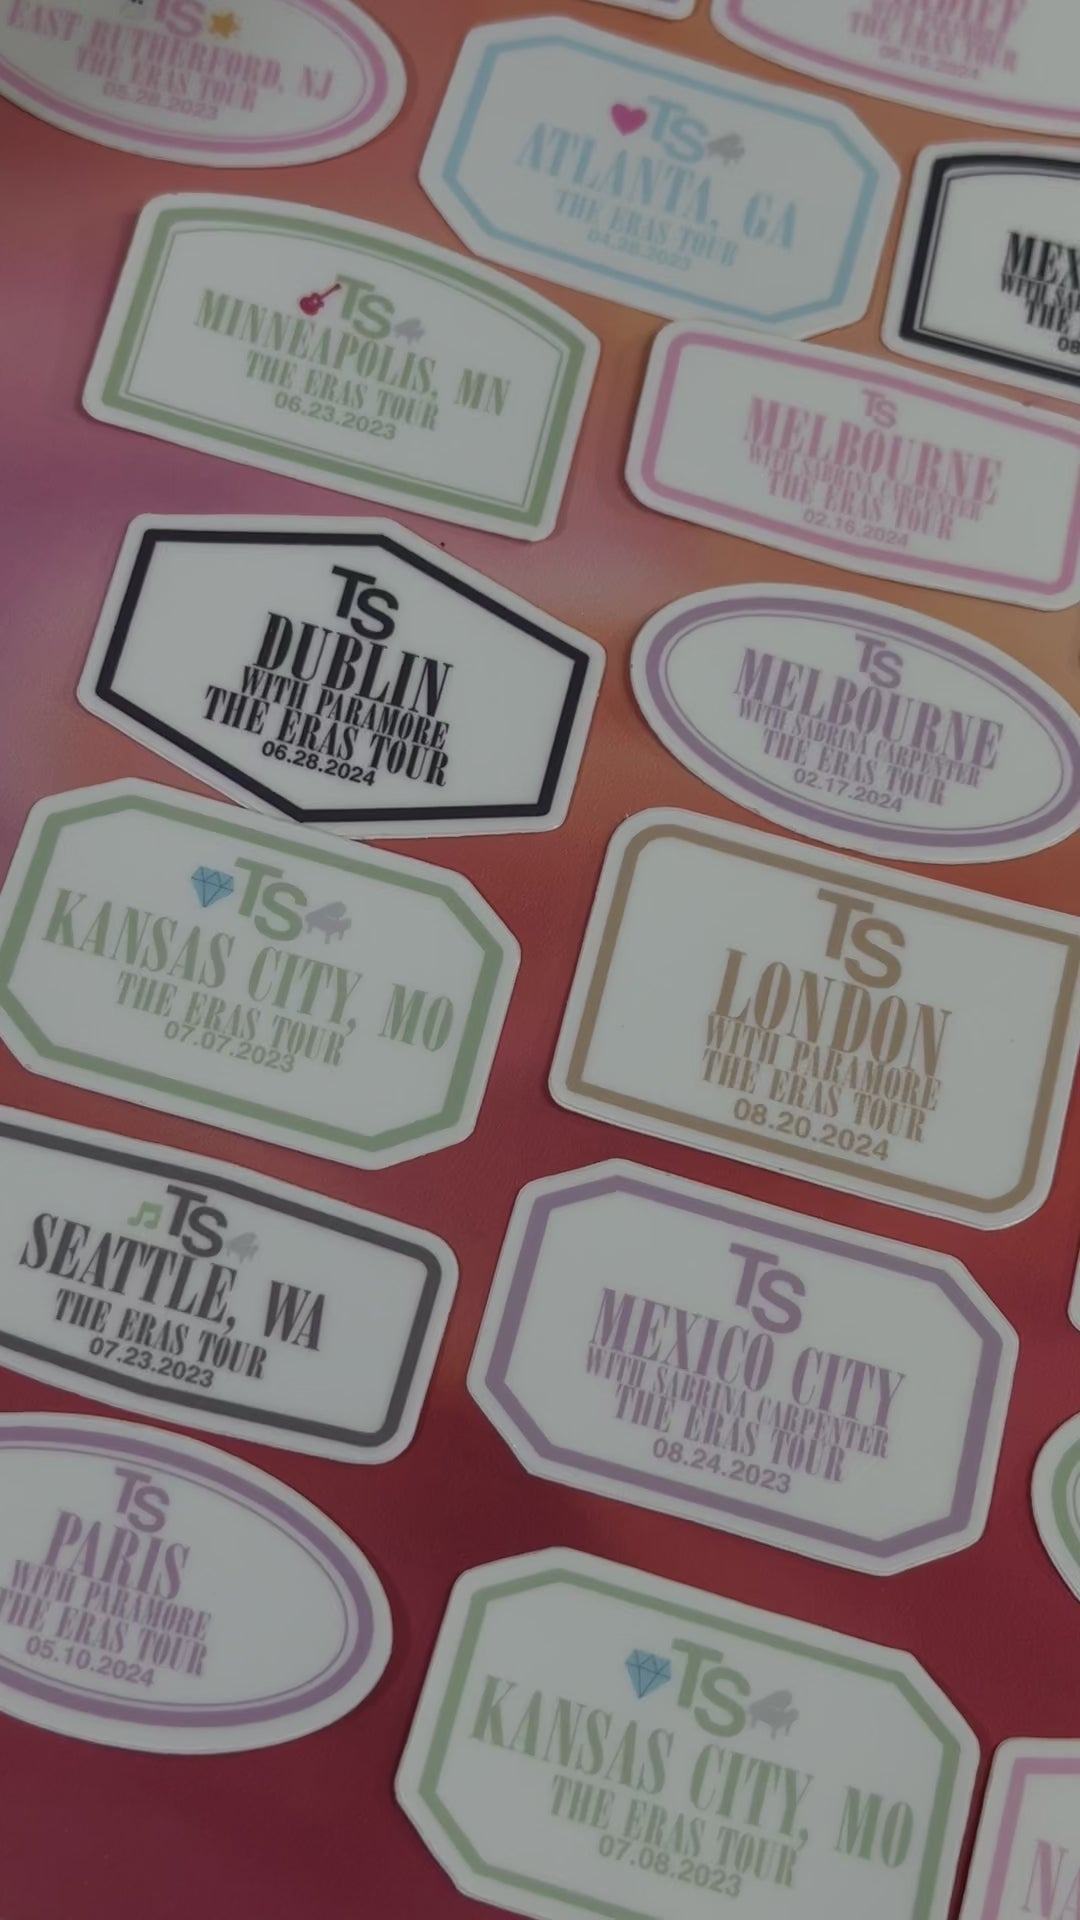 TS
EAST RUTHERFORD, NJ
THE ERAS TOUR
05.28.2023
THE ERAS TOUR
TS
ATLANTA, GA
THE ERAS TOUR
04.28.2023
TS
MINNEAPOLIS, MN
THE ERAS TOUR
06.23.2023
TS
MELBOURNE
WITH SABRINA CARPENTER
THE ERAS TOUR
02.16.2024
TS
DUBLIN
WITH PARAMORE
THE ERAS TOUR
06.28.2024
TS
MELBOURNE
WITH SABRINA CARPENTER
THE ERAS TOUR
02.17.2024
TS
KANSAS CITY, MO
THE ERAS TOUR
07.07.2023
TS
LONDON
WITH PARAMORE
THE ERAS TOUR
08.20.2024
TS
SEATTLE, WA
THE ERAS TOUR
07.23.2023
TS
MEXICO CITY
WITH SABRINA CARPENTER
THE ERAS TOUR
08.24.2023
TS
PARIS
WITH PARAMORE
THE ERAS TOUR
05.10.2024
TS
KANSAS CITY, MO
THE ERAS TOUR
07.08.2023